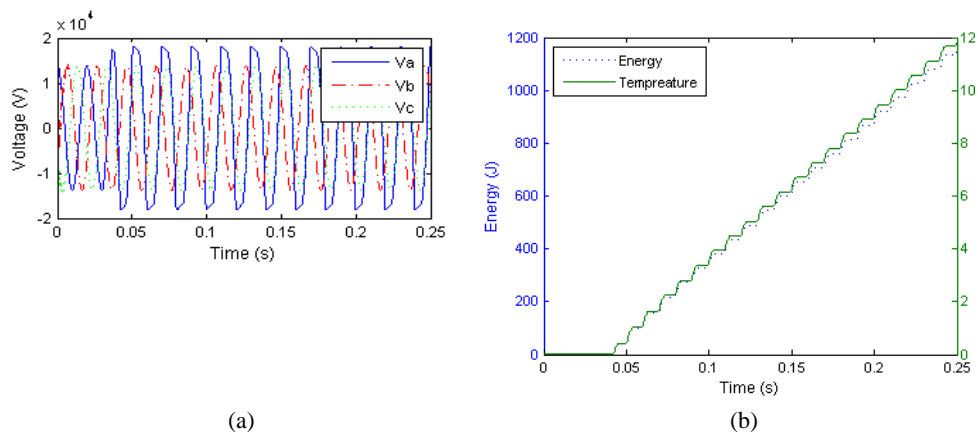 x 10⁴
2
1
0
-1
-2
Voltage (V)
Va
Vb
Vc
0
0.05
0.1
0.15
0.2
0.25
Time (s)
(a)
1200
1000
800
600
400
200
0
Energy (J)
Energy
Tempreature
12
10
8
6
4
2
0
0
0.05
0.1
0.15
0.2
0.25
Time (s)
(b)